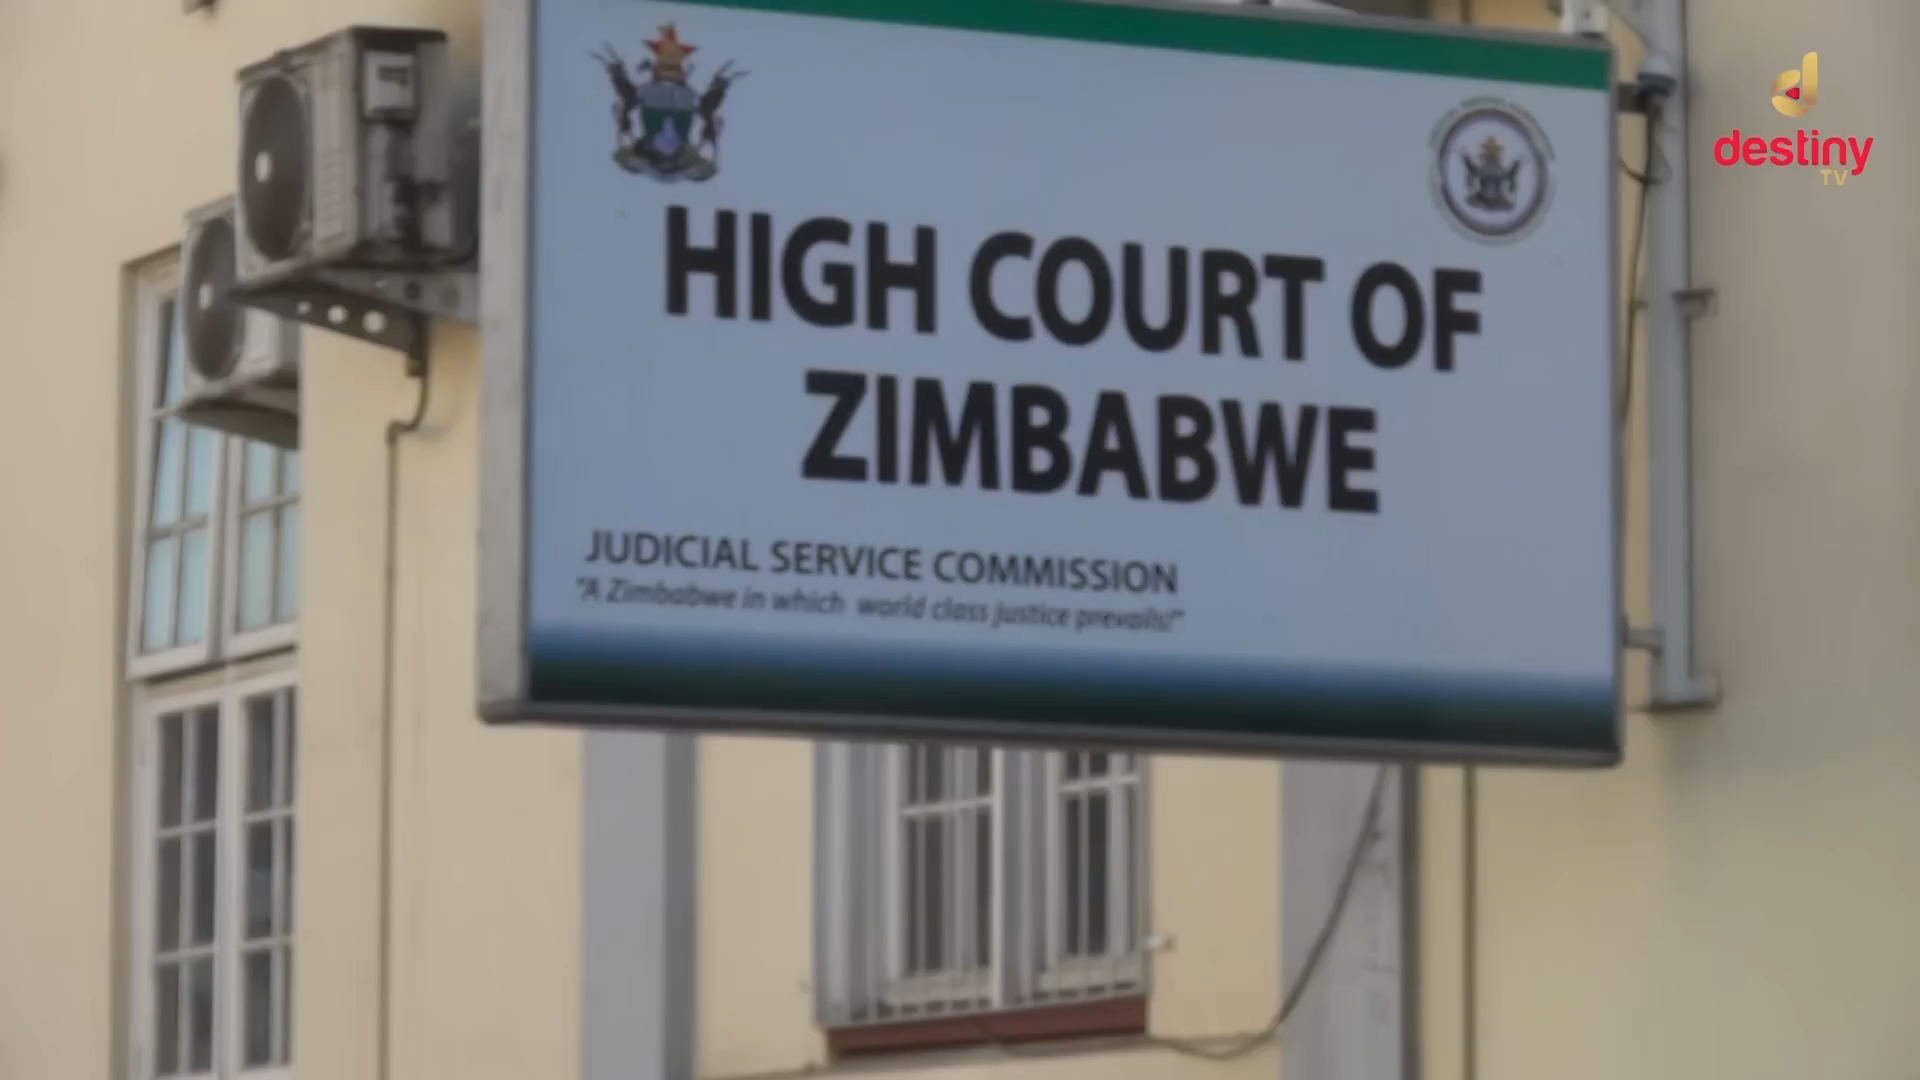 destiny
TV
HIGH COURT OF
ZIMBABWE
JUDICIAL SERVICE COMMISSION
"A Zimbabwe in which world class justice prevails!"